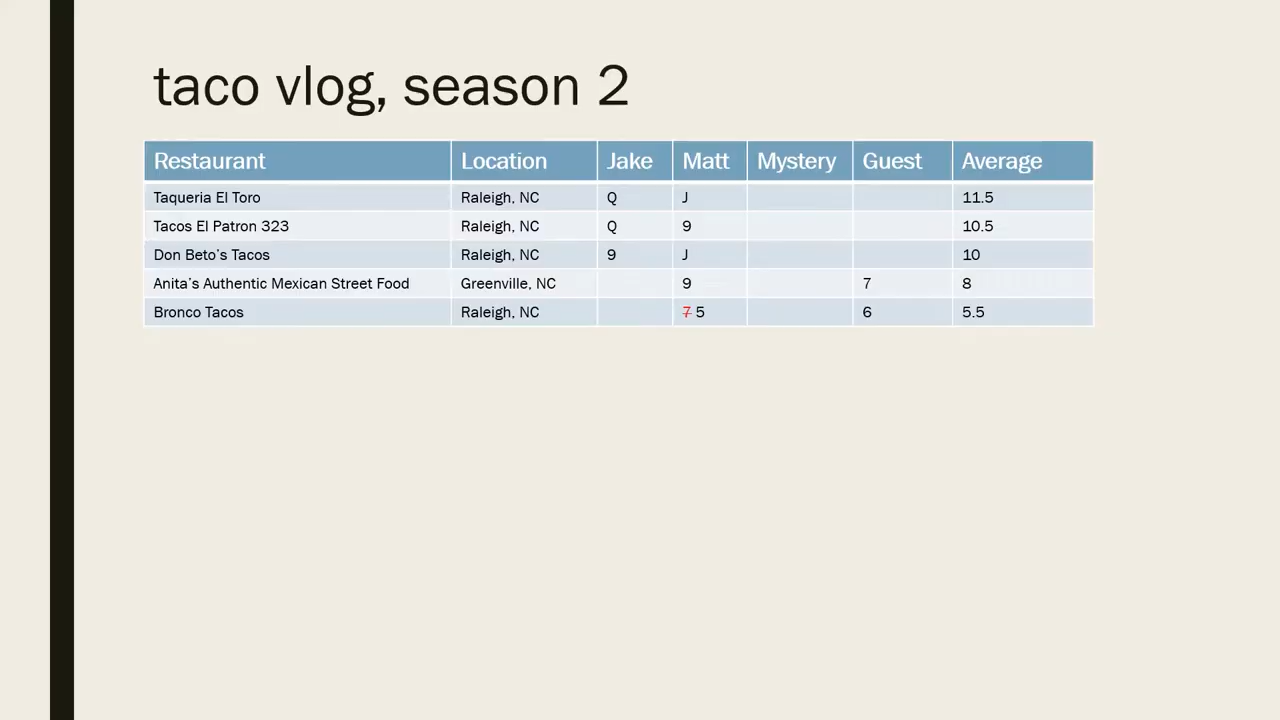 taco vlog, season 2
Restaurant Location Jake Matt Mystery Guest Average
Taqueria El Toro Raleigh, NC Q J 11.5
Tacos El Patron 323 Raleigh, NC Q 9 10.5
Don Beto’s Tacos Raleigh, NC 9 J 10
Anita’s Authentic Mexican Street Food Greenville, NC 9 7 8
Bronco Tacos Raleigh, NC 7 5 6 5.5